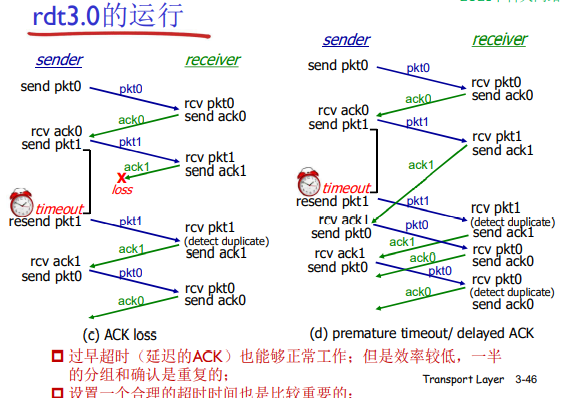 rdt3.0的运行
sender
receiver
send pkt0
pkt0
rcv pkt0
send ack0
ack0
rcv ack0
send pkt1
pkt1
rcv pkt1
send ack1
ack1
X
loss
timeout
resend pkt1
pkt1
rcv pkt1
(detect duplicate)
send ack1
ack1
rcv ack1
send pkt0
pkt0
rcv pkt0
send ack0
ack0
(c) ACK loss
sender
receiver
send pkt0
pkt0
rcv pkt0
send ack0
ack0
rcv ack0
send pkt1
pkt1
rcv pkt1
send ack1
ack1
timeout
resend pkt1
pkt1
rcv pkt1
(detect duplicate)
send ack1
rcv ack1
send pkt0
pkt0
ack1
rcv pkt0
send ack0
ack0
rcv ack1
send pkt0
pkt0
rcv pkt0
(detect duplicate)
send ack0
ack0
(d) premature timeout/ delayed ACK
过早超时（延迟的ACK）也能够正常工作；但是效率较低，一半
的分组和确认是重复的；
设置一个合理的超时时间也是比较重要的；
Transport Layer 3-46